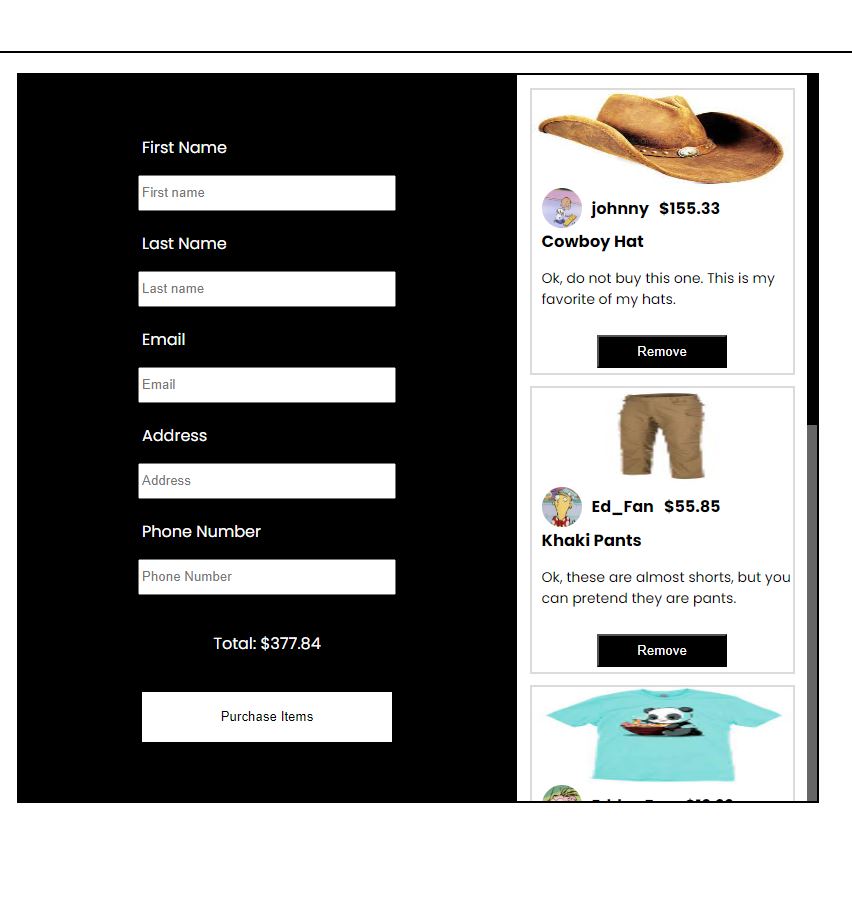 First Name
First name
Last Name
Last name
Email
Email
Address
Address
Phone Number
Phone Number
Total: $377.84
Purchase Items
johnny $155.33
Cowboy Hat
Ok, do not buy this one. This is my
favorite of my hats.
Remove
Ed_Fan $55.85
Khaki Pants
Ok, these are almost shorts, but you
can pretend they are pants.
Remove